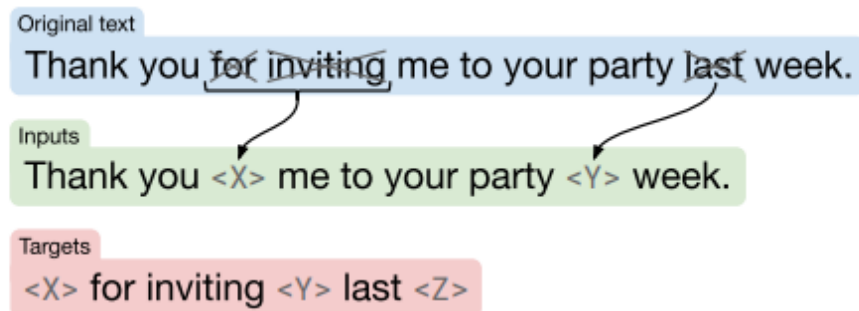 Original text
Thank you for inviting me to your party last week.
Inputs
Thank you <X> me to your party <Y> week.
Targets
<X> for inviting <Y> last <Z>